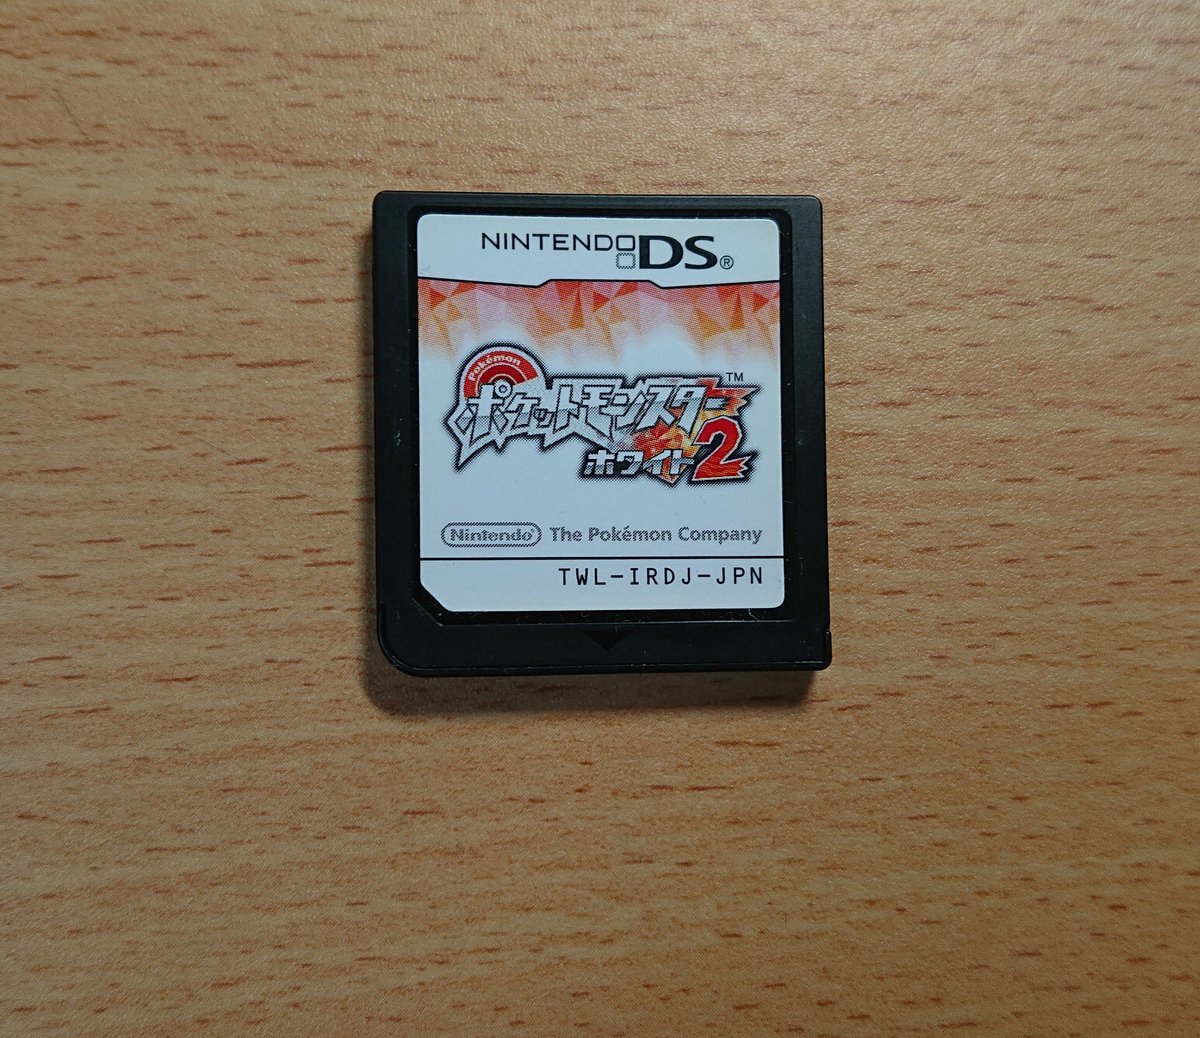 NINTENDO DS®
Pokémon
ポケットモンスター™
ホワイト2
Nintendo® The Pokémon Company
TWL-IRDJ-JPN